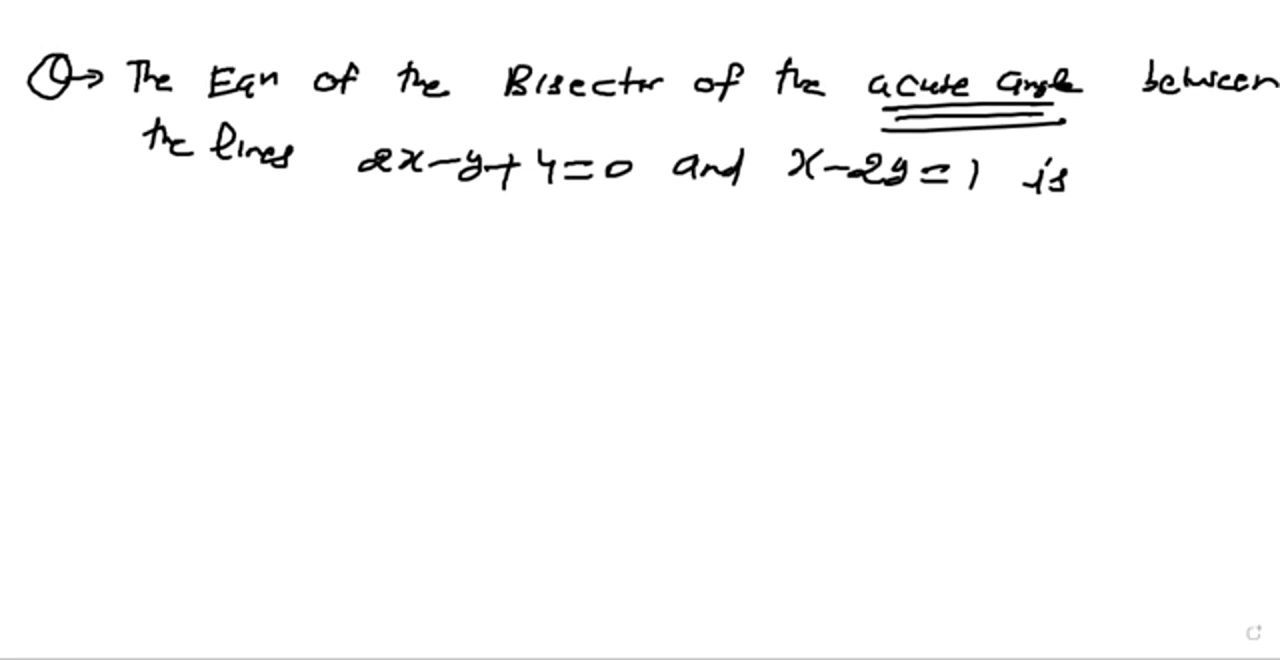 Q→ The Eqn of the Bisector of the acute angle between
the lines 2x-y+4=0 and x-2y=1 is